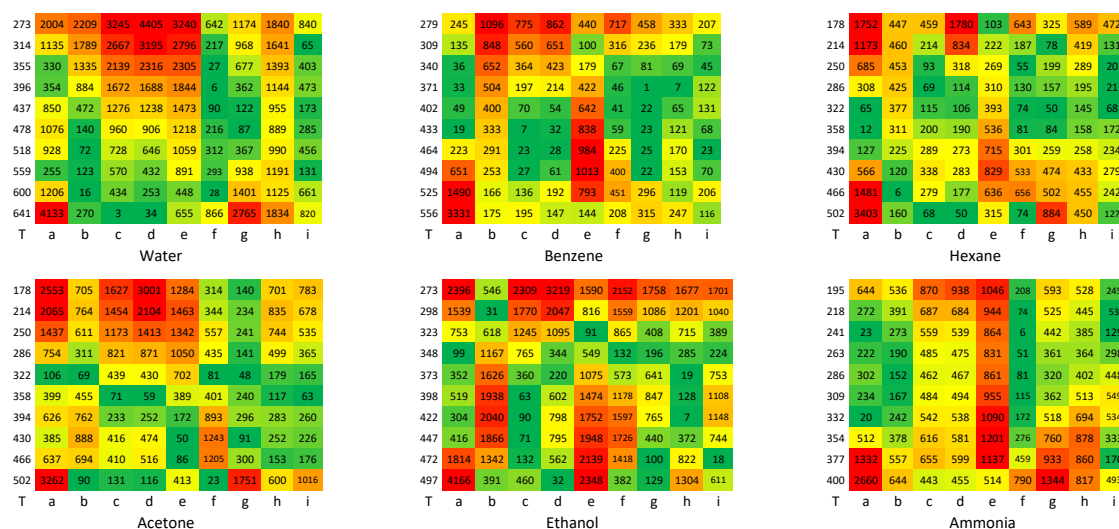 273 2004 2209 3245 4405 3240 642 1174 1840 840
314 1135 1789 2667 3195 2796 217 968 1641 65
355 330 1335 2139 2316 2305 27 677 1393 403
396 354 884 1672 1688 1844 6 362 1144 473
437 850 472 1276 1238 1473 90 122 955 173
478 1076 140 960 906 1218 216 87 889 285
518 928 72 728 646 1059 312 367 990 456
559 255 123 570 432 891 293 938 1191 131
600 1206 16 434 253 448 28 1401 1125 661
641 4133 270 3 34 655 866 2765 1834 820
T a b c d e f g h i
Water
279 245 1096 775 862 440 717 458 333 207
309 135 848 560 651 100 316 236 179 73
340 36 652 364 423 179 67 81 69 45
371 33 504 197 214 422 46 1 7 122
402 49 400 70 54 642 41 22 65 131
433 19 333 7 32 838 59 23 121 68
464 223 291 23 28 984 225 25 170 23
494 651 253 27 61 1013 400 22 153 70
525 1490 166 136 192 793 451 296 119 206
556 3331 175 195 147 144 208 315 247 116
T a b c d e f g h i
Benzene
178 1752 447 459 1780 103 643 325 589 472
214 1173 460 214 834 222 187 78 419 131
250 685 453 93 318 269 55 199 289 20
286 308 425 69 114 310 130 157 195 21
322 65 377 115 106 393 74 50 145 68
358 12 311 200 190 536 81 84 158 172
394 127 225 289 273 715 301 259 258 234
430 566 120 338 283 829 533 474 433 279
466 1481 6 279 177 636 656 502 455 242
502 3403 160 68 50 315 74 884 450 127
T a b c d e f g h i
Hexane
178 2553 705 1627 3001 1284 314 140 701 783
214 2065 764 1454 2104 1463 344 234 835 678
250 1437 611 1173 1413 1342 557 241 744 535
286 754 311 821 871 1050 435 141 499 365
322 106 69 439 430 702 81 48 179 165
358 399 455 71 59 389 401 240 117 63
394 626 762 233 252 172 893 296 283 260
430 385 888 416 474 50 1243 91 252 226
466 637 694 410 516 86 1205 300 153 176
502 3262 90 131 116 413 23 1751 600 1016
T a b c d e f g h i
Acetone
273 2396 546 2309 3219 1590 2152 1758 1677 1701
298 1539 31 1770 2047 816 1559 1086 1201 1040
323 753 618 1245 1095 91 865 408 715 389
348 99 1167 765 344 549 132 196 285 224
373 352 1626 360 220 1075 573 641 19 753
398 519 1938 63 602 1474 1178 847 128 1108
422 304 2040 90 798 1752 1597 765 7 1148
447 416 1866 71 795 1948 1726 440 372 744
472 1814 1342 132 562 2139 1418 100 822 18
497 4166 391 460 32 2348 382 129 1304 611
T a b c d e f g h i
Ethanol
195 644 536 870 938 1046 208 593 528 245
218 272 391 687 684 944 74 525 445 53
241 23 273 559 539 864 6 442 385 129
263 222 190 485 475 831 51 361 364 298
286 302 152 462 467 861 81 320 402 448
309 234 167 484 494 955 115 362 513 549
332 20 242 542 538 1090 172 518 694 534
354 512 378 616 581 1201 276 760 878 333
377 1332 557 655 599 1137 459 933 860 170
400 2660 644 443 455 514 790 1344 817 493
T a b c d e f g h i
Ammonia